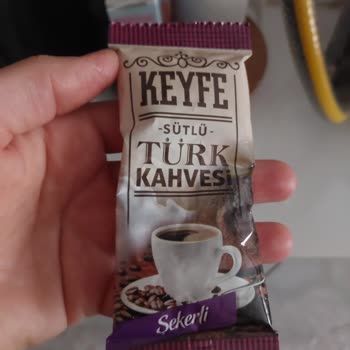 KEYFE
-SÜTLÜ-
TÜRK
KAHVESİ
Şekerli